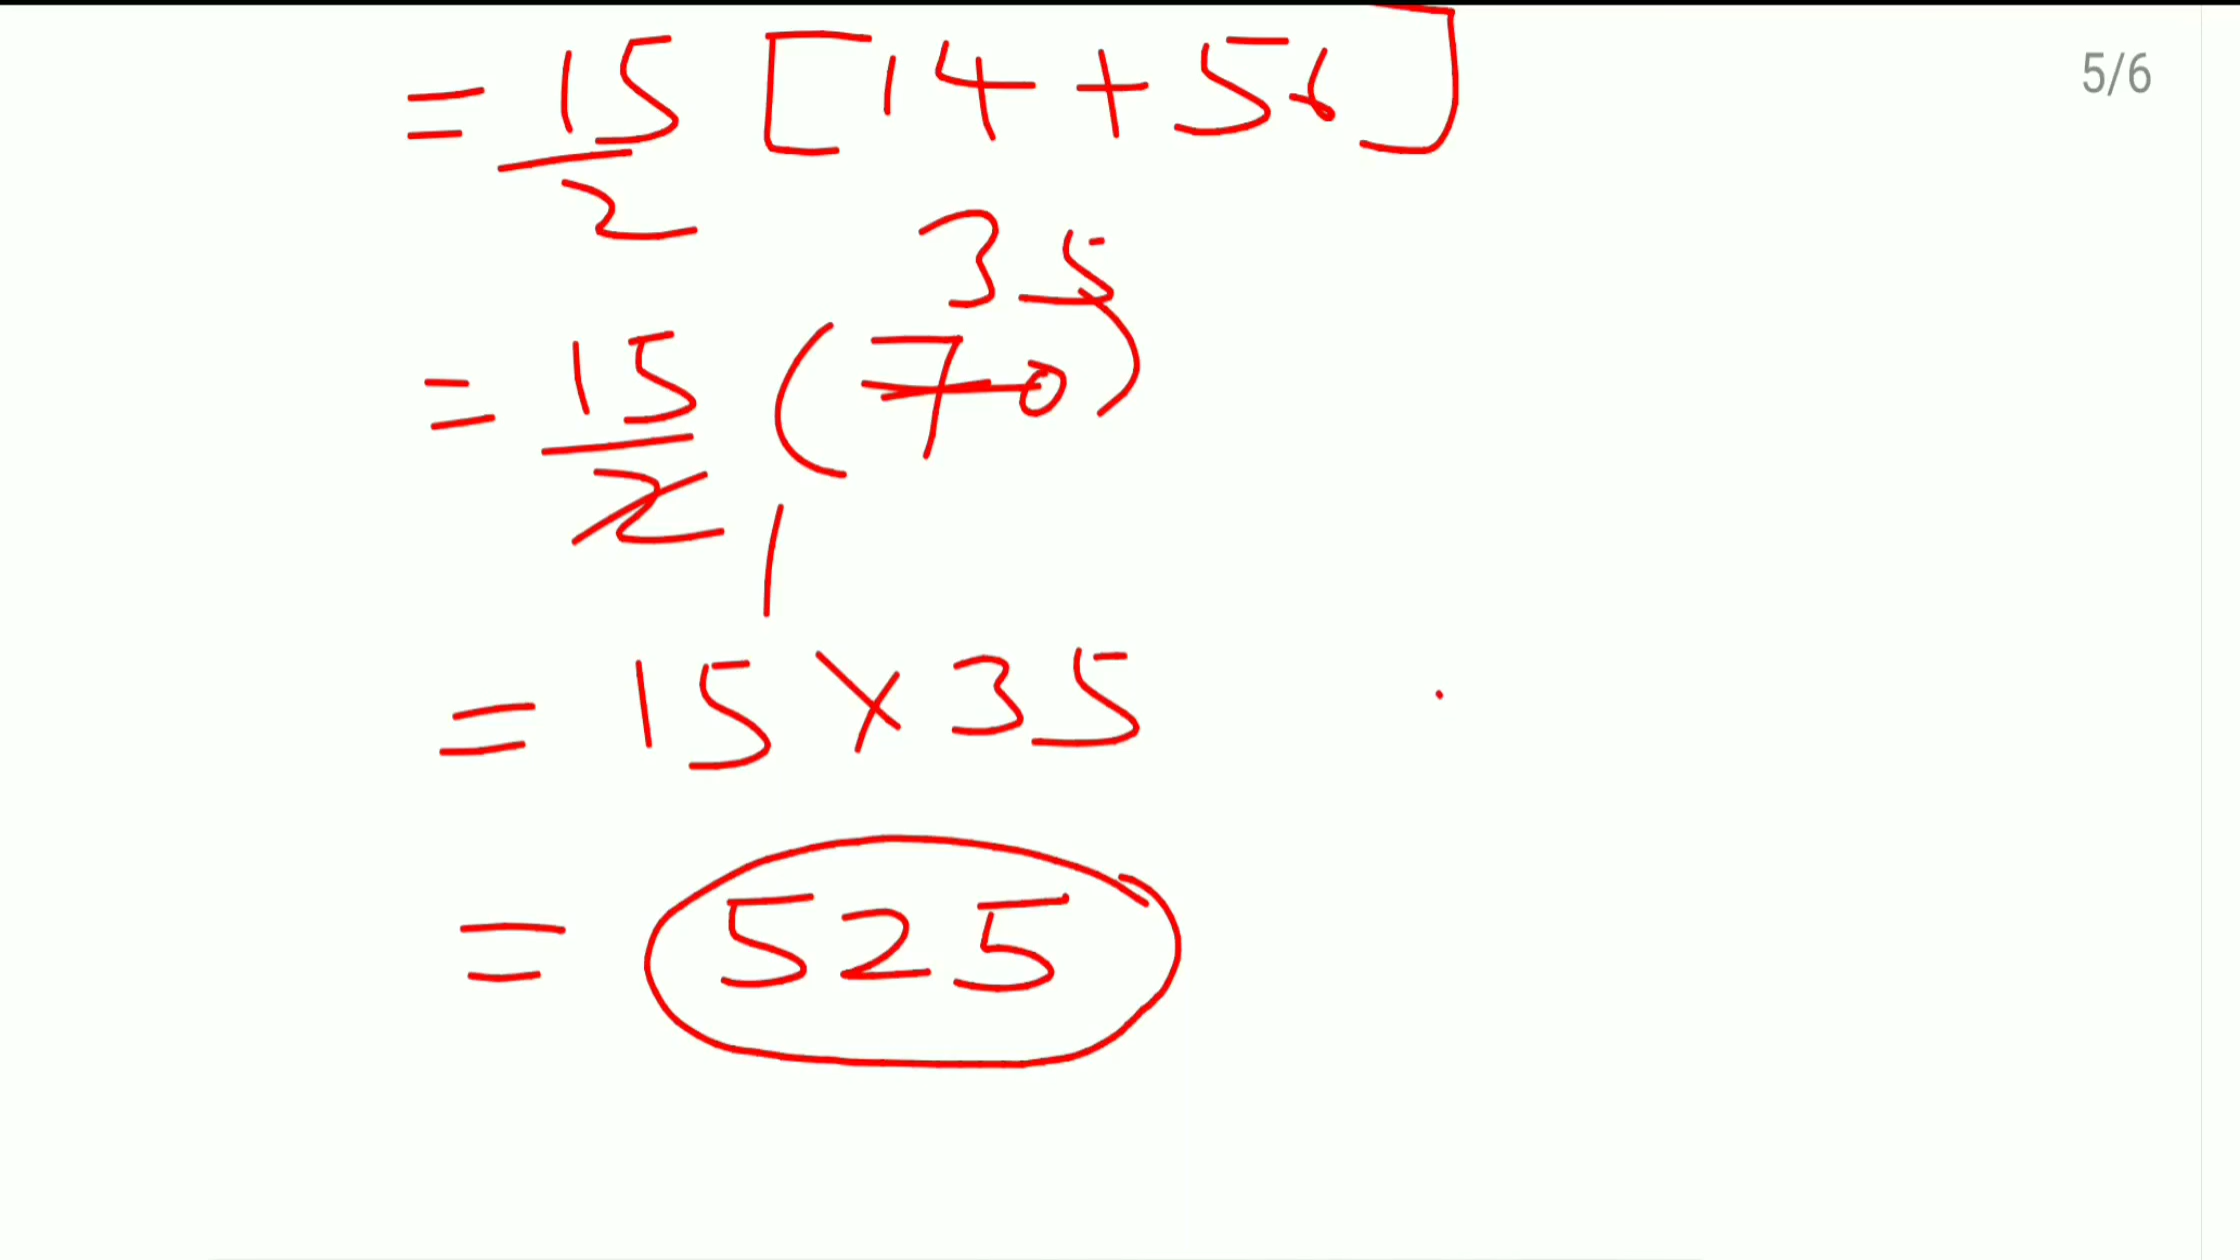 = 15/2 [14 + 56]
5/6
35
= 15/2 (70)
1
= 15 × 35
= 525